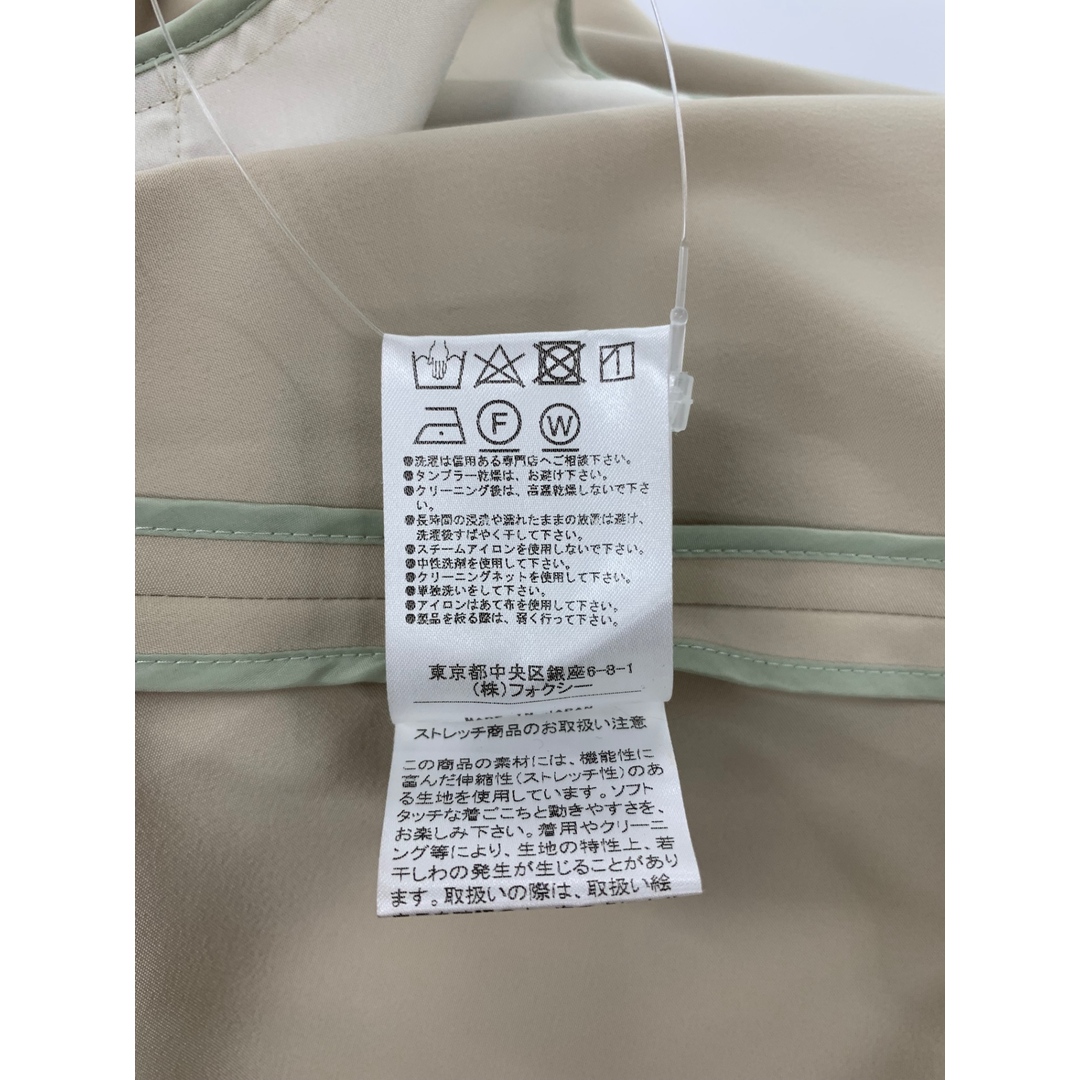 F W
●洗濯は信用ある専門店へご相談下さい。
●タンブラー乾燥は、お避け下さい。
●クリーニング後は、高温乾燥しないで下さ
い。
●長時間の浸漬や濡れたままの放置は避け、
洗濯後すばやく干して下さい。
●スチームアイロンを使用しないで下さい。
●中性洗剤を使用して下さい。
●クリーニングネットを使用して下さい。
●単独洗いをして下さい。
●アイロンはあて布を使用して下さい。
●製品を絞る際は、弱く行って下さい。
東京都中央区銀座6-8-1
(株)フォクシー
MADE IN JAPAN
ストレッチ商品のお取扱い注意
この商品の素材には、機能性に
富んだ伸縮性(ストレッチ性)のあ
る生地を使用しています。ソフト
タッチな着ごこちと動きやすさを、
お楽しみ下さい。着用やクリーニ
ング等により、生地の特性上、若
干しわの発生が生じることがあり
ます。取扱いの際は、取扱い絵